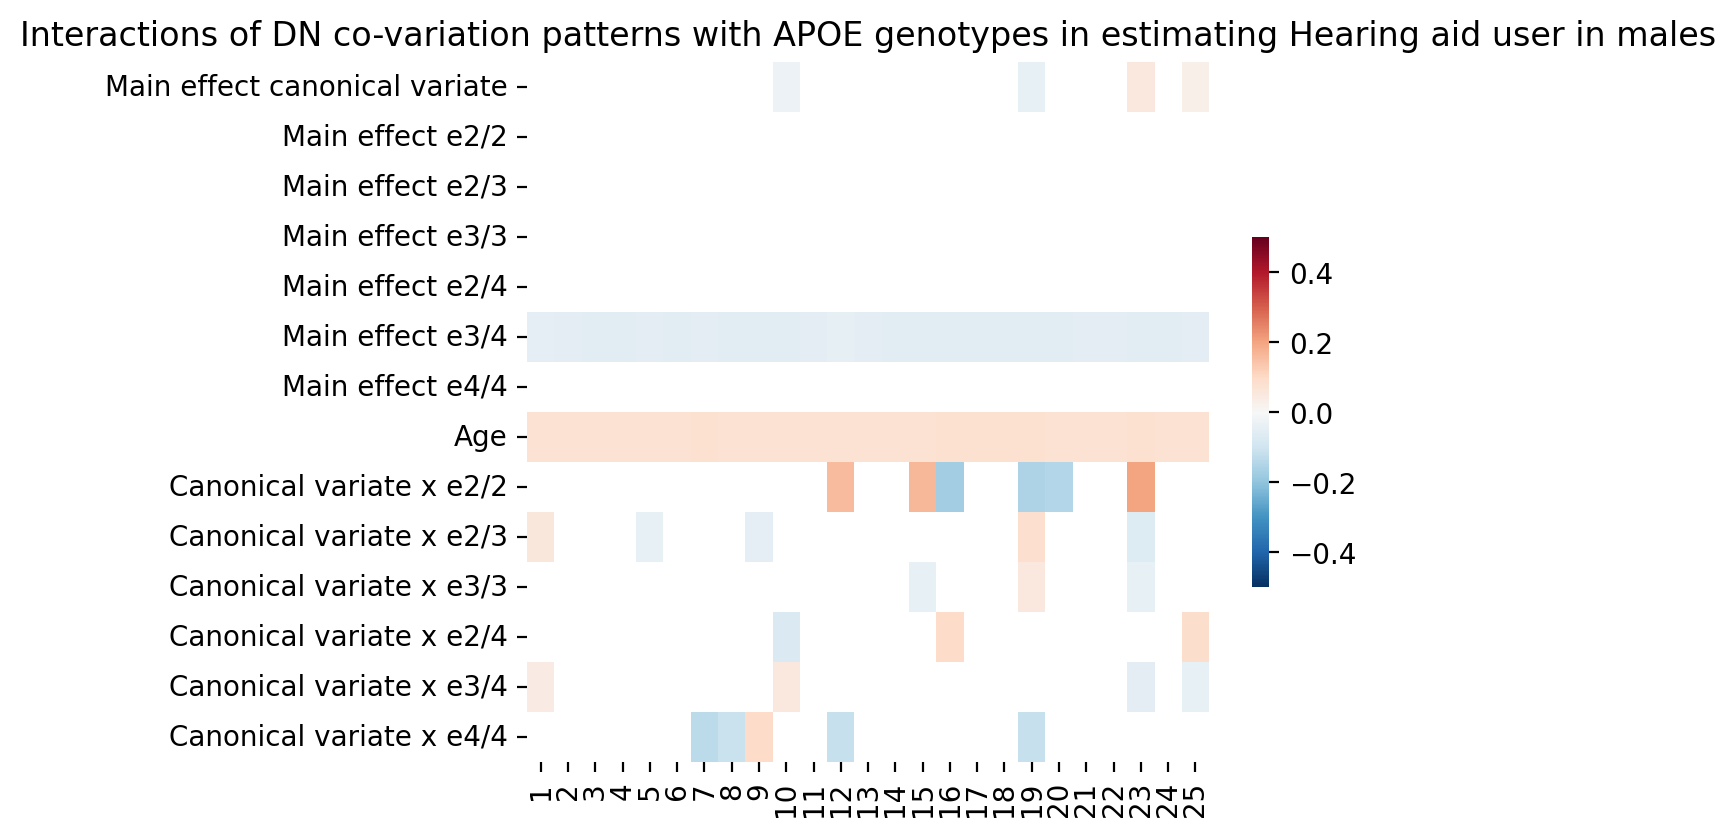 Interactions of DN co-variation patterns with APOE genotypes in estimating Hearing aid user in males
Main effect canonical variate
Main effect e2/2
Main effect e2/3
Main effect e3/3
Main effect e2/4
Main effect e3/4
Main effect e4/4
Age
Canonical variate x e2/2
Canonical variate x e2/3
Canonical variate x e3/3
Canonical variate x e2/4
Canonical variate x e3/4
Canonical variate x e4/4
1 2 3 4 5 6 7 8 9 10 11 12 13 14 15 16 17 18 19 20 21 22 23 24 25
0.4
0.2
0.0
−0.2
−0.4